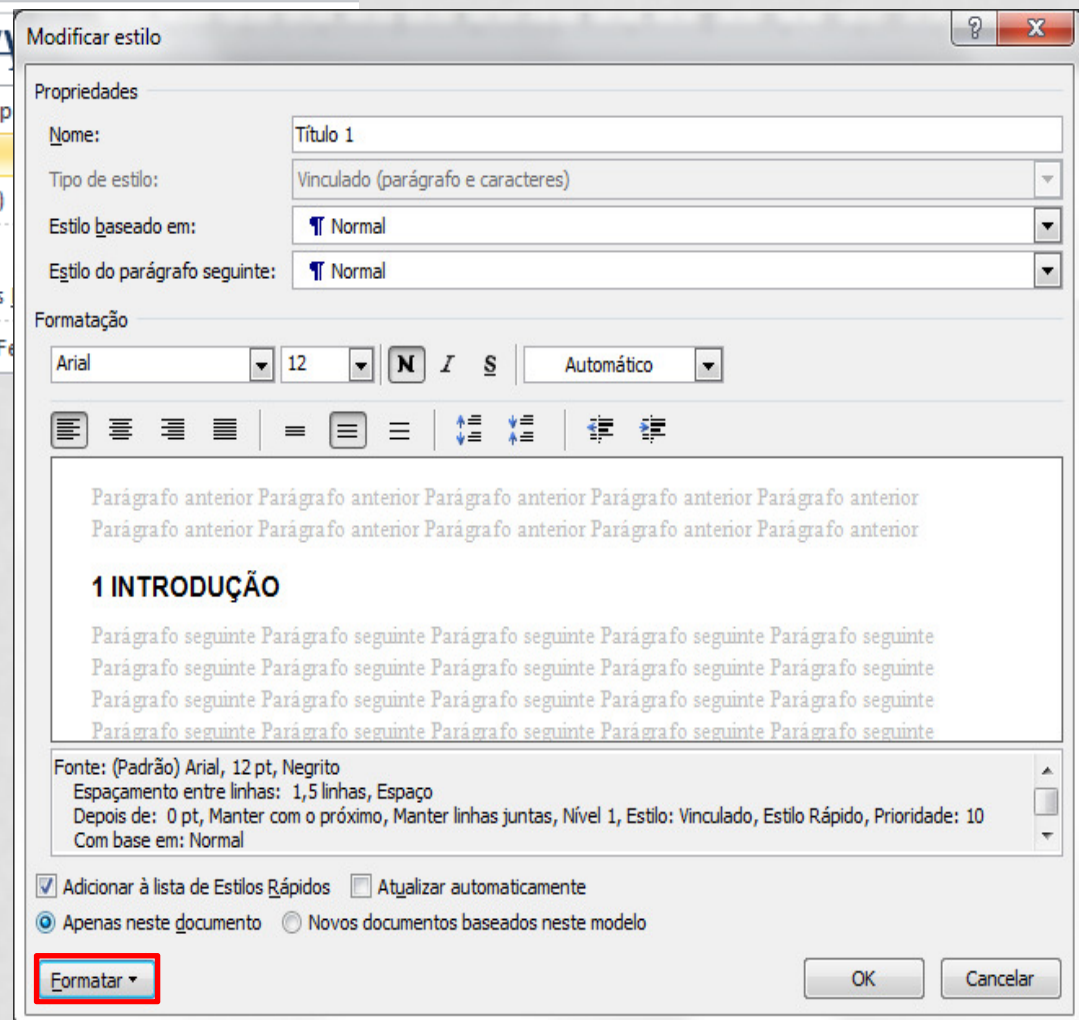 Modificar estilo
Propriedades
Nome: Título 1
Tipo de estilo: Vinculado (parágrafo e caracteres)
Estilo baseado em: ¶ Normal
Estilo do parágrafo seguinte: ¶ Normal
Formatação
Arial 12 N I S Automático
Parágrafo anterior Parágrafo anterior Parágrafo anterior Parágrafo anterior Parágrafo anterior
Parágrafo anterior Parágrafo anterior Parágrafo anterior Parágrafo anterior Parágrafo anterior
1 INTRODUÇÃO
Parágrafo seguinte Parágrafo seguinte Parágrafo seguinte Parágrafo seguinte Parágrafo seguinte
Parágrafo seguinte Parágrafo seguinte Parágrafo seguinte Parágrafo seguinte Parágrafo seguinte
Parágrafo seguinte Parágrafo seguinte Parágrafo seguinte Parágrafo seguinte Parágrafo seguinte
Parágrafo seguinte Parágrafo seguinte Parágrafo seguinte Parágrafo seguinte Parágrafo seguinte
Fonte: (Padrão) Arial, 12 pt, Negrito
Espaçamento entre linhas: 1,5 linhas, Espaço
Depois de: 0 pt, Manter com o próximo, Manter linhas juntas, Nível 1, Estilo: Vinculado, Estilo Rápido, Prioridade: 10
Com base em: Normal
Adicionar à lista de Estilos Rápidos Atualizar automaticamente
Apenas neste documento Novos documentos baseados neste modelo
Formatar OK Cancelar